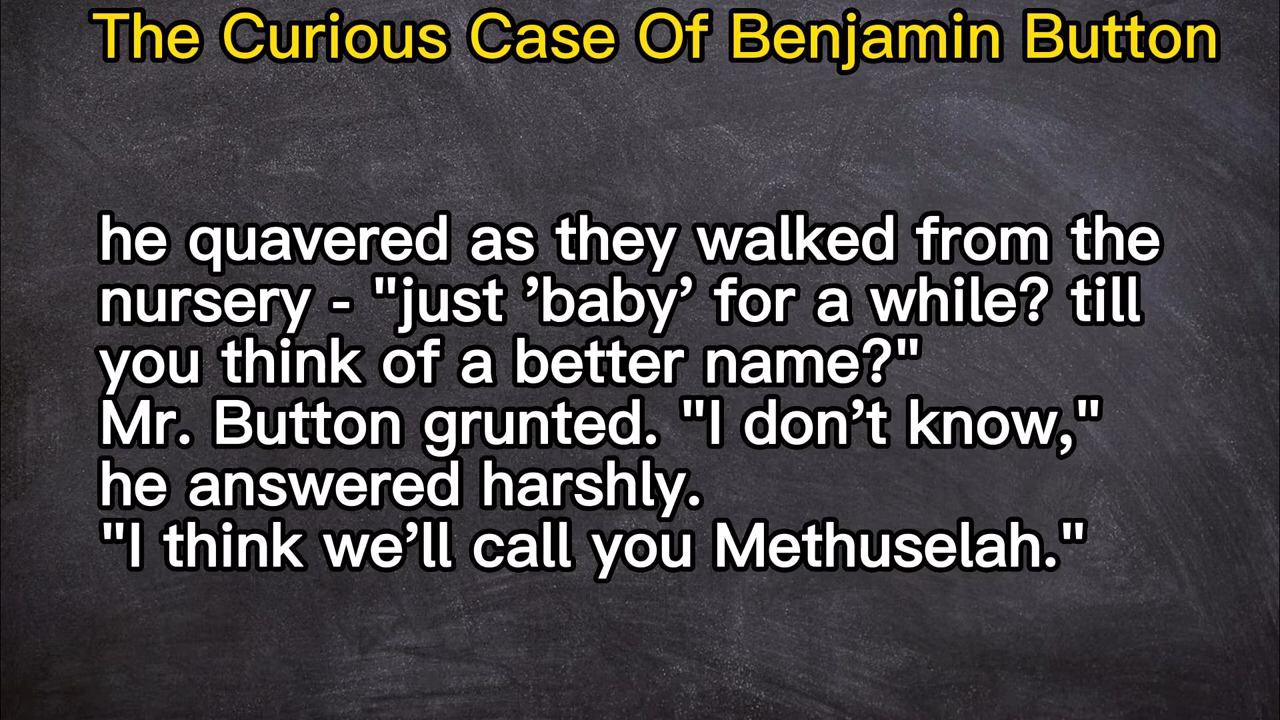 The Curious Case Of Benjamin Button
he quavered as they walked from the
nursery - "just ’baby’ for a while? till
you think of a better name?"
Mr. Button grunted. "I don’t know,"
he answered harshly.
"I think we’ll call you Methuselah."